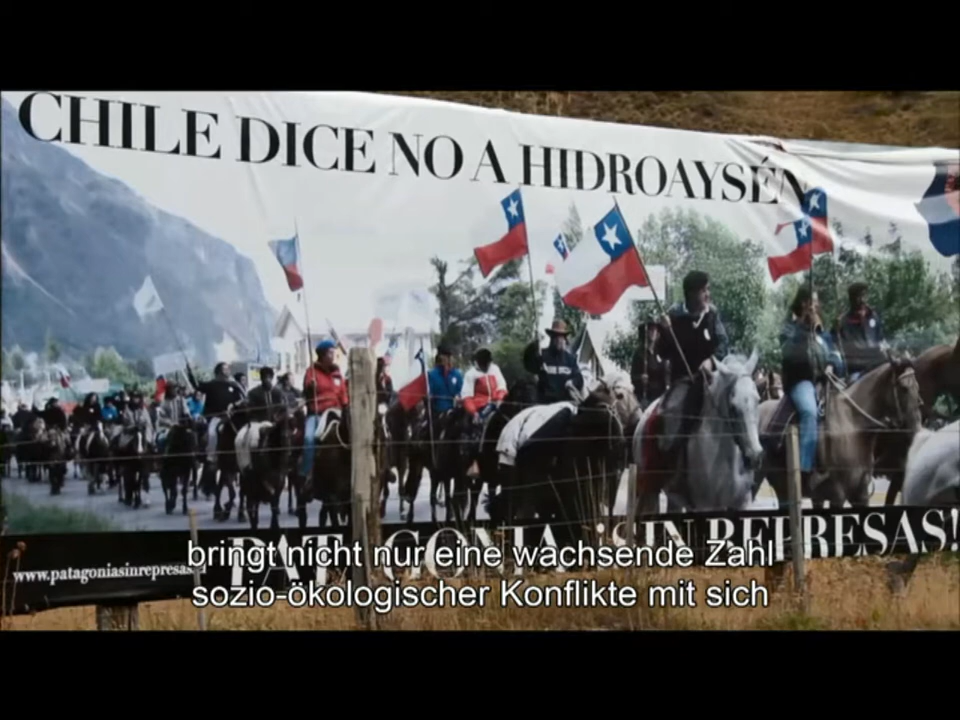 CHILE DICE NO A HIDROAYSÉN
¡SIN REPRESAS!
www.patagoniasinrepresas
bringt nicht nur eine wachsende Zahl
sozio-ökologischer Konflikte mit sich